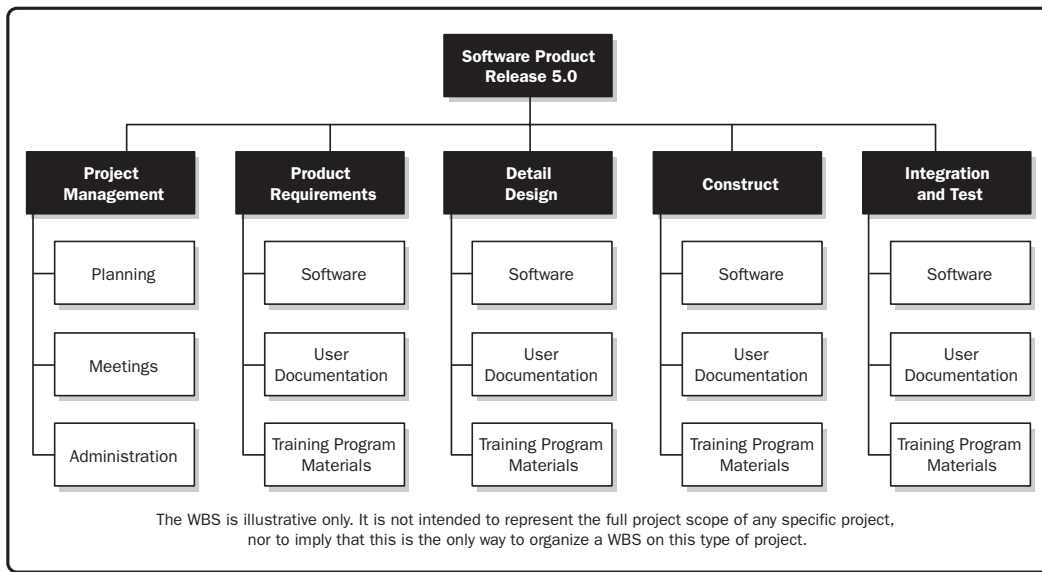 Software Product
Release 5.0
Project
Management
Product
Requirements
Detail
Design
Construct
Integration
and Test
Planning
Software
Software
Software
Software
Meetings
User
Documentation
User
Documentation
User
Documentation
User
Documentation
Administration
Training Program
Materials
Training Program
Materials
Training Program
Materials
Training Program
Materials
The WBS is illustrative only. It is not intended to represent the full project scope of any specific project,
nor to imply that this is the only way to organize a WBS on this type of project.